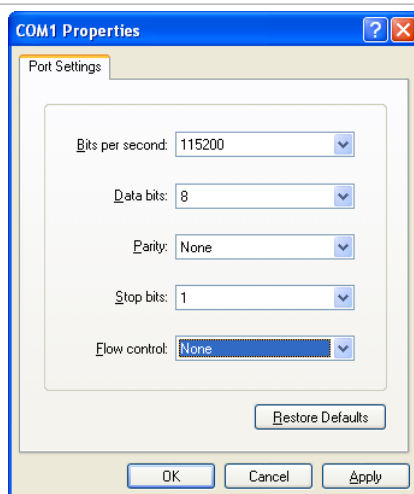 COM1 Properties
Port Settings
Bits per second: 115200
Data bits: 8
Parity: None
Stop bits: 1
Flow control: None
Restore Defaults
OK Cancel Apply